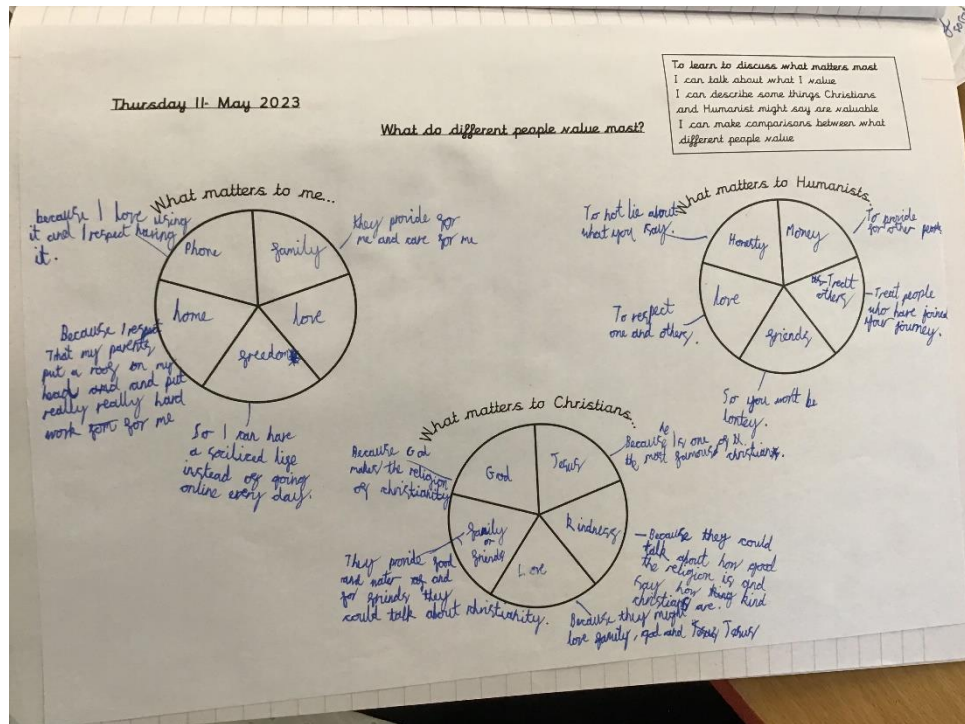 To learn to discuss what matters most
I can talk about what I value
I can describe some things Christians
and Humanist might say are valuable
I can make comparisons between what
different people value
Thursday 11- May 2023
What do different people value most?
What matters to me...
because I love using
it and I respect having
it.
Phone
family
they provide for
me and care for me
home
love
freedom
Because I respect
That my parents
put a roof on my
head and and put
really really hard
work for me
So I can have
a
life
instead of going
online every day.
What matters to Humanists...
To not lie about
what you say.
Honesty
Money
To provide
for other
love
Treat
others
Treat people
who have joined
your journey.
To respect
one and others.
friends
So you won't be
What matters to Christians...
Because God
makes the religion
of christianity
God
Jesus
Because he Is one of
the most famous christians.
family
or
friends
kindness
Love
They provide food
and water and
for they
could talk about christianity.
Because they could
talk about how good
the religion is and
say how kind
christians are.
Because they might
love family, god and Jesus